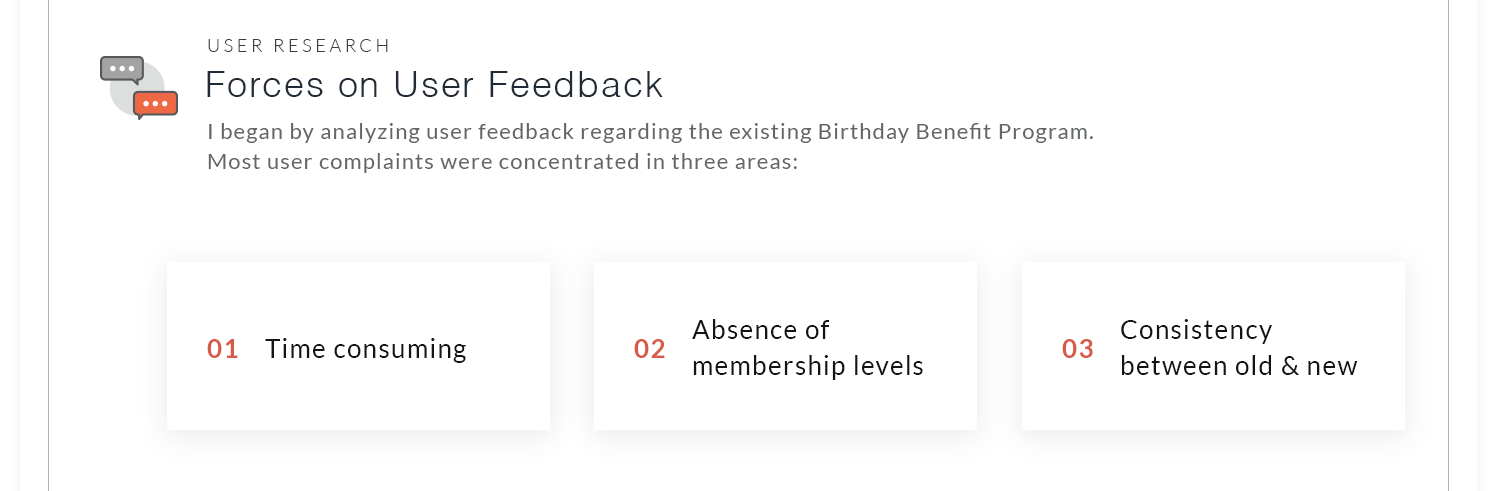 USER RESEARCH
Forces on User Feedback
I began by analyzing user feedback regarding the existing Birthday Benefit Program.
Most user complaints were concentrated in three areas:
01 Time consuming
02 Absence of
membership levels
03 Consistency
between old & new